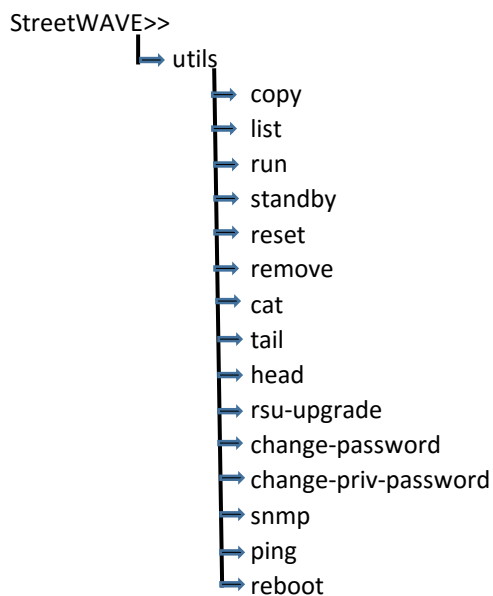 StreetWAVE>>
utils
copy
list
run
standby
reset
remove
cat
tail
head
rsu-upgrade
change-password
change-priv-password
snmp
ping
reboot